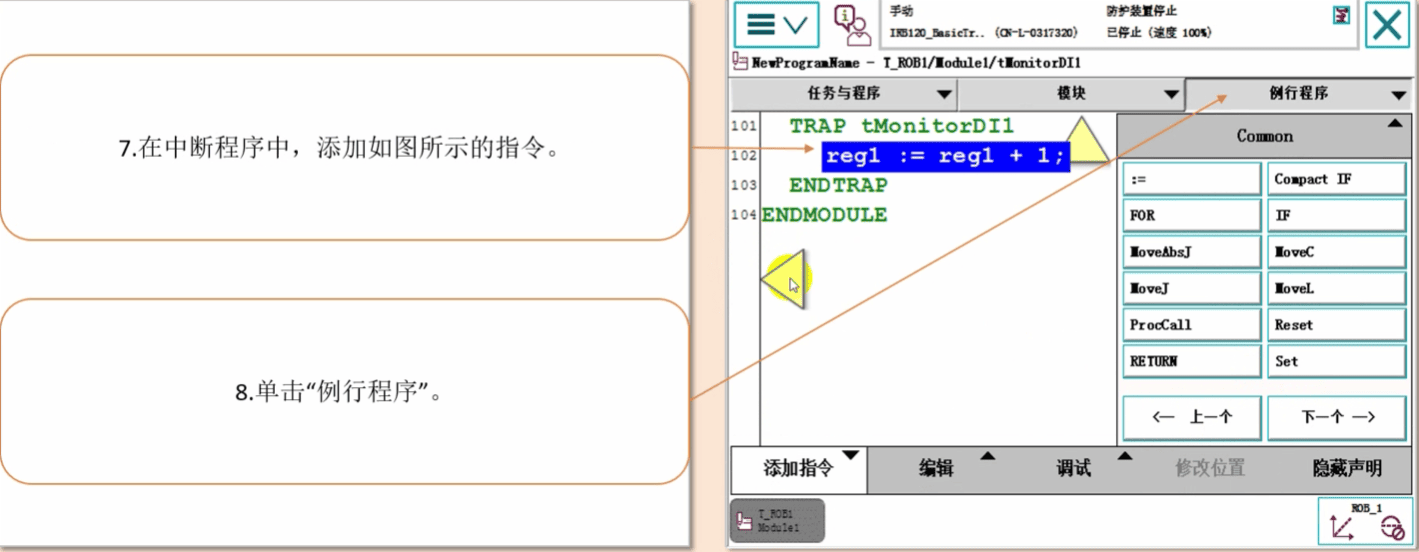 7.在中断程序中，添加如图所示的指令。
8.单击“例行程序”。
手动
防护装置停止
IRB120_BasicTr.. (CN-L-0317320)
已停止 (速度 100%)
NewProgramName - T_ROB1/Module1/tMonitorDI1
任务与程序
模块
例行程序
101 TRAP tMonitorDI1
102 reg1 := reg1 + 1;
103 ENDTRAP
104 ENDMODULE
Common
:= Compact IF
FOR IF
MoveAbsJ MoveC
MoveJ MoveL
ProcCall Reset
RETURN Set
<— 上一个 下一个 —>
添加指令 编辑 调试 修改位置 隐藏声明
T_ROB1
Module1
ROB_1